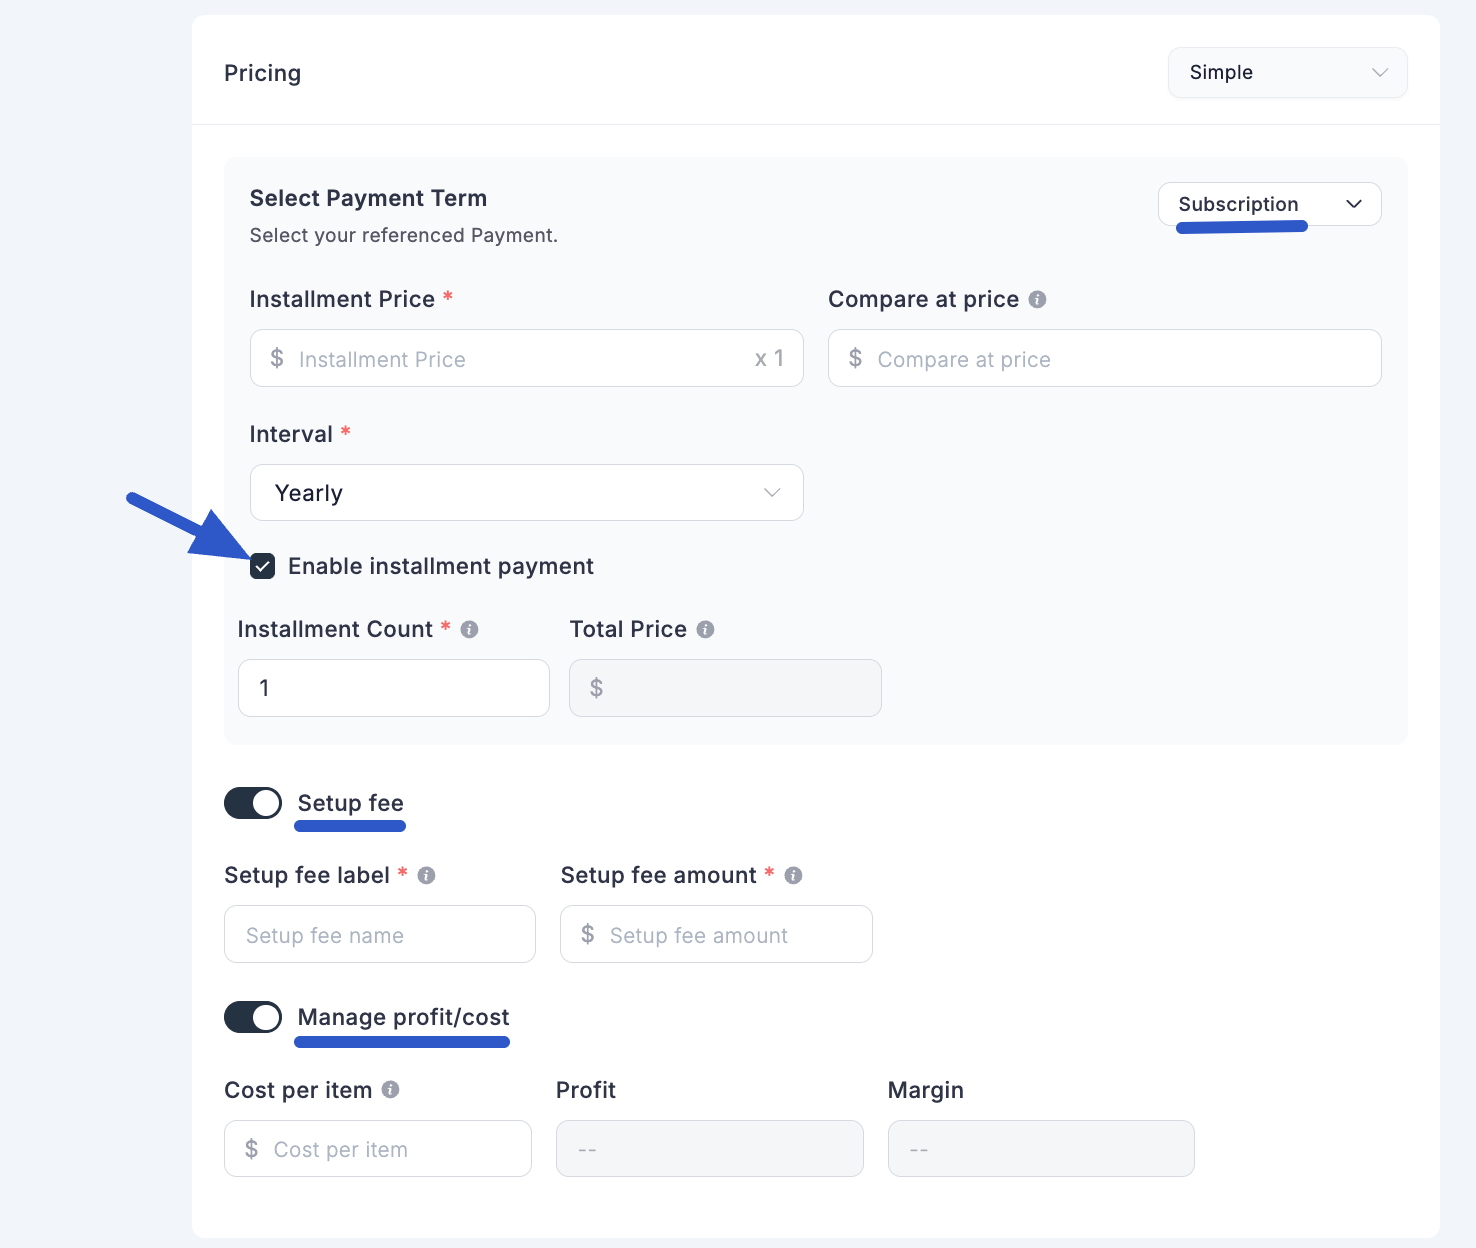 Pricing
Simple
Select Payment Term
Subscription
Select your referenced Payment.
Installment Price *
Compare at price
$ Installment Price x 1
$ Compare at price
Interval *
Yearly
Enable installment payment
Installment Count *
Total Price
1
$
Setup fee
Setup fee label *
Setup fee amount *
Setup fee name
$ Setup fee amount
Manage profit/cost
Cost per item
Profit
Margin
$ Cost per item
--
--